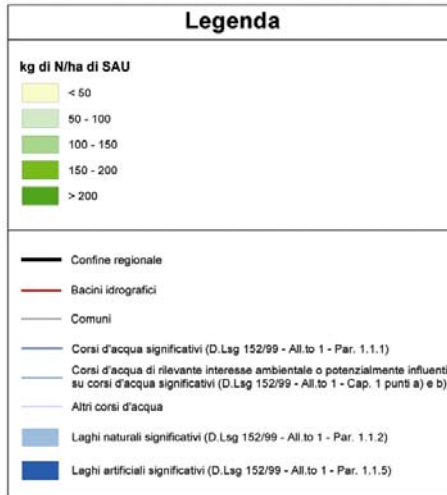 Legenda
kg di N/ha di SAU
< 50
50 - 100
100 - 150
150 - 200
> 200
Confine regionale
Bacini idrografici
Comuni
Corsi d'acqua significativi (D.Lsg 152/99 - All.to 1 - Par. 1.1.1)
Corsi d'acqua di rilevante interesse ambientale o potenzialmente influenti
su corsi d'acqua significativi (D.Lsg 152/99 - All.to 1 - Cap. 1 punti a) e b)
Altri corsi d'acqua
Laghi naturali significativi (D.Lsg 152/99 - All.to 1 - Par. 1.1.2)
Laghi artificiali significativi (D.Lsg 152/99 - All.to 1 - Par. 1.1.5)